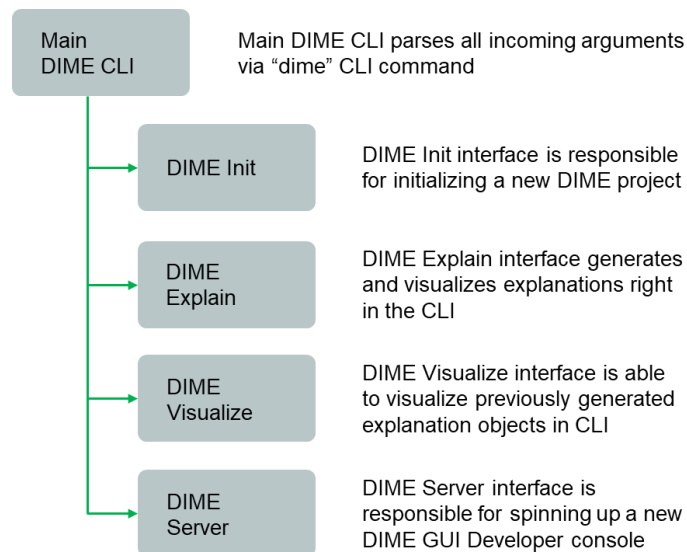 Main
DIME CLI
Main DIME CLI parses all incoming arguments
via “dime” CLI command
DIME Init
DIME Init interface is responsible
for initializing a new DIME project
DIME
Explain
DIME Explain interface generates
and visualizes explanations right
in the CLI
DIME
Visualize
DIME Visualize interface is able
to visualize previously generated
explanation objects in CLI
DIME
Server
DIME Server interface is
responsible for spinning up a new
DIME GUI Developer console